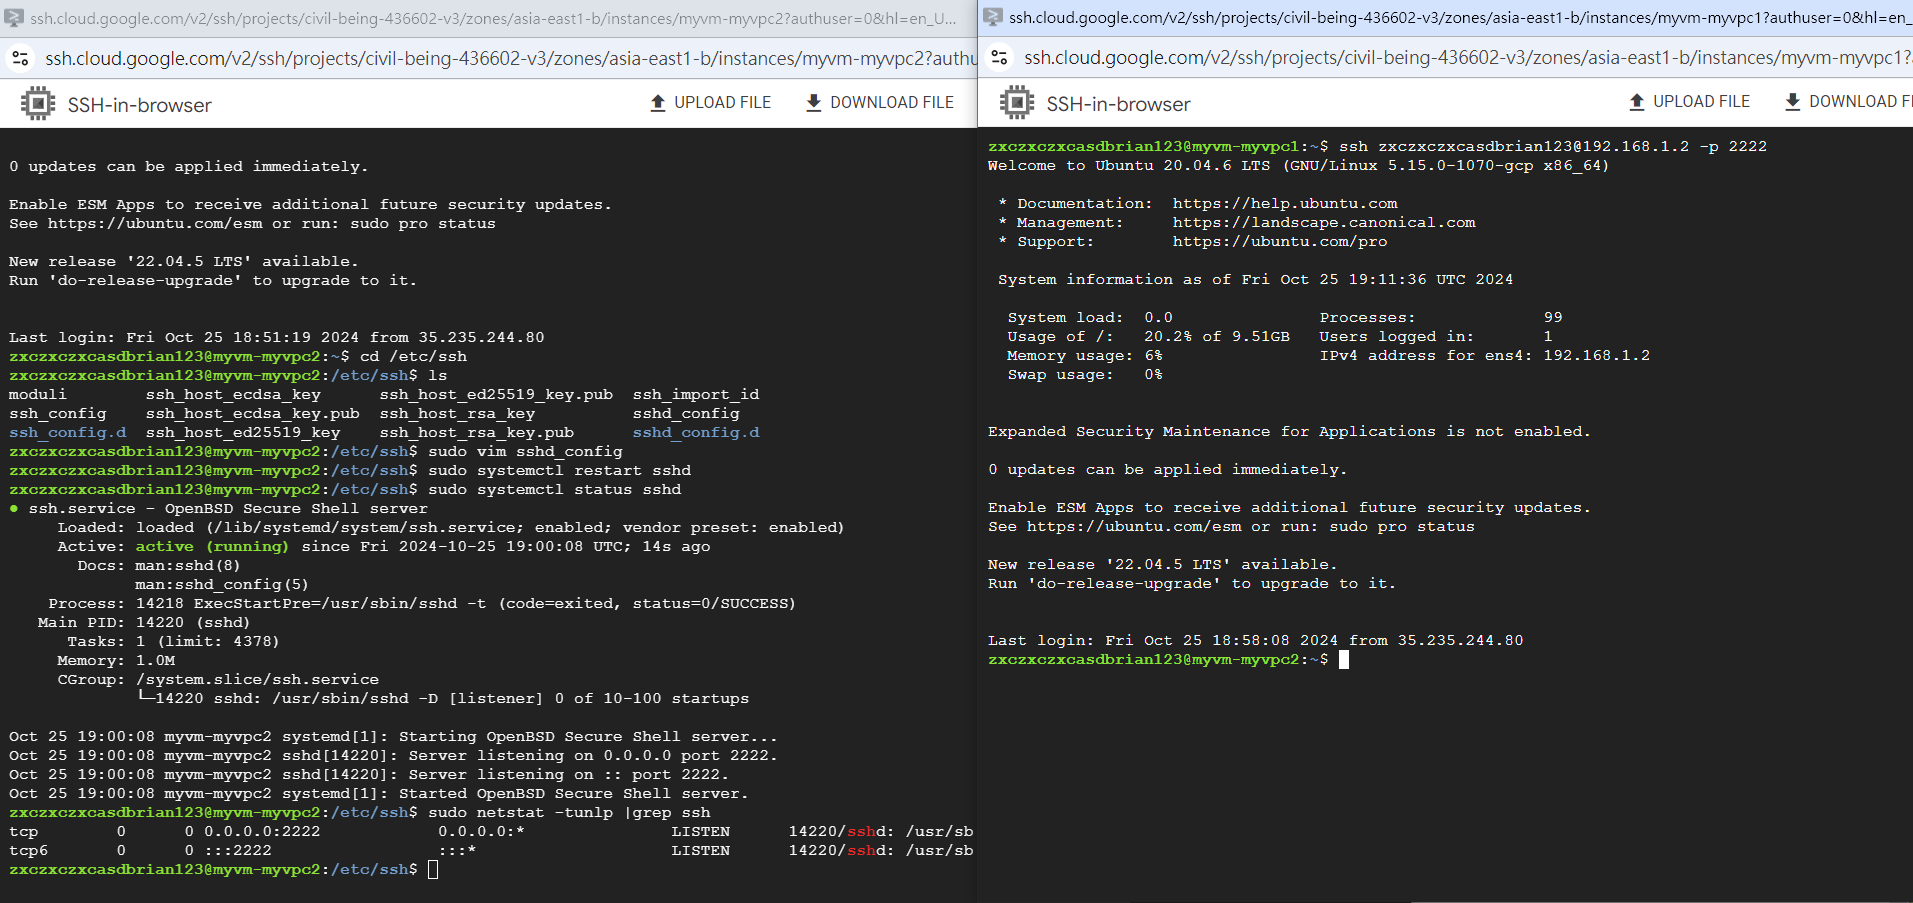 ssh.cloud.google.com/v2/ssh/projects/civil-being-436602-v3/zones/asia-east1-b/instances/myvm-myvpc2?authuser=0&hl=en_U...
ssh.cloud.google.com/v2/ssh/projects/civil-being-436602-v3/zones/asia-east1-b/instances/myvm-myvpc2?authu
SSH-in-browser
UPLOAD FILE
DOWNLOAD FILE
0 updates can be applied immediately.
Enable ESM Apps to receive additional future security updates.
See https://ubuntu.com/esm or run: sudo pro status
New release '22.04.5 LTS' available.
Run 'do-release-upgrade' to upgrade to it.
Last login: Fri Oct 25 18:51:19 2024 from 35.235.244.80
zxczxczxcasdbrian123@myvm-myvpc2:~$ cd /etc/ssh
zxczxczxcasdbrian123@myvm-myvpc2:/etc/ssh$ ls
moduli        ssh_host_ecdsa_key      ssh_host_ed25519_key.pub  ssh_import_id
ssh_config    ssh_host_ecdsa_key.pub  ssh_host_rsa_key          sshd_config
ssh_config.d  ssh_host_ed25519_key    ssh_host_rsa_key.pub      sshd_config.d
zxczxczxcasdbrian123@myvm-myvpc2:/etc/ssh$ sudo vim sshd_config
zxczxczxcasdbrian123@myvm-myvpc2:/etc/ssh$ sudo systemctl restart sshd
zxczxczxcasdbrian123@myvm-myvpc2:/etc/ssh$ sudo systemctl status sshd
● ssh.service - OpenBSD Secure Shell server
Loaded: loaded (/lib/systemd/system/ssh.service; enabled; vendor preset: enabled)
Active: active (running) since Fri 2024-10-25 19:00:08 UTC; 14s ago
Docs: man:sshd(8)
man:sshd_config(5)
Process: 14218 ExecStartPre=/usr/sbin/sshd -t (code=exited, status=0/SUCCESS)
Main PID: 14220 (sshd)
Tasks: 1 (limit: 4378)
Memory: 1.0M
CGroup: /system.slice/ssh.service
└─14220 sshd: /usr/sbin/sshd -D [listener] 0 of 10-100 startups
Oct 25 19:00:08 myvm-myvpc2 systemd[1]: Starting OpenBSD Secure Shell server...
Oct 25 19:00:08 myvm-myvpc2 sshd[14220]: Server listening on 0.0.0.0 port 2222.
Oct 25 19:00:08 myvm-myvpc2 sshd[14220]: Server listening on :: port 2222.
Oct 25 19:00:08 myvm-myvpc2 systemd[1]: Started OpenBSD Secure Shell server.
zxczxczxcasdbrian123@myvm-myvpc2:/etc/ssh$ sudo netstat -tunlp |grep ssh
tcp        0      0 0.0.0.0:2222            0.0.0.0:*               LISTEN      14220/sshd: /usr/sb
tcp6       0      0 :::2222                 :::*                    LISTEN      14220/sshd: /usr/sb
zxczxczxcasdbrian123@myvm-myvpc2:/etc/ssh$
ssh.cloud.google.com/v2/ssh/projects/civil-being-436602-v3/zones/asia-east1-b/instances/myvm-myvpc1?authuser=0&hl=en_
ssh.cloud.google.com/v2/ssh/projects/civil-being-436602-v3/zones/asia-east1-b/instances/myvm-myvpc1?
SSH-in-browser
UPLOAD FILE
DOWNLOAD FI
zxczxczxcasdbrian123@myvm-myvpc1:~$ ssh zxczxczxcasdbrian123@192.168.1.2 -p 2222
Welcome to Ubuntu 20.04.6 LTS (GNU/Linux 5.15.0-1070-gcp x86_64)
* Documentation:  https://help.ubuntu.com
* Management:     https://landscape.canonical.com
* Support:        https://ubuntu.com/pro
System information as of Fri Oct 25 19:11:36 UTC 2024
System load:  0.0               Processes:             99
Usage of /:   20.2% of 9.51GB   Users logged in:       1
Memory usage: 6%                IPv4 address for ens4: 192.168.1.2
Swap usage:   0%
Expanded Security Maintenance for Applications is not enabled.
0 updates can be applied immediately.
Enable ESM Apps to receive additional future security updates.
See https://ubuntu.com/esm or run: sudo pro status
New release '22.04.5 LTS' available.
Run 'do-release-upgrade' to upgrade to it.
Last login: Fri Oct 25 18:58:08 2024 from 35.235.244.80
zxczxczxcasdbrian123@myvm-myvpc2:~$